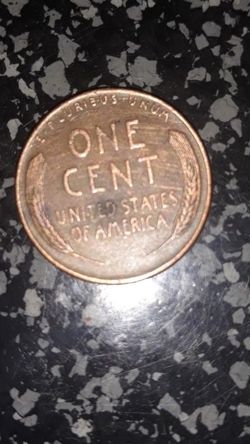 E·PLURIBUS·UNUM
ONE
CENT
UNITED STATES
OF AMERICA